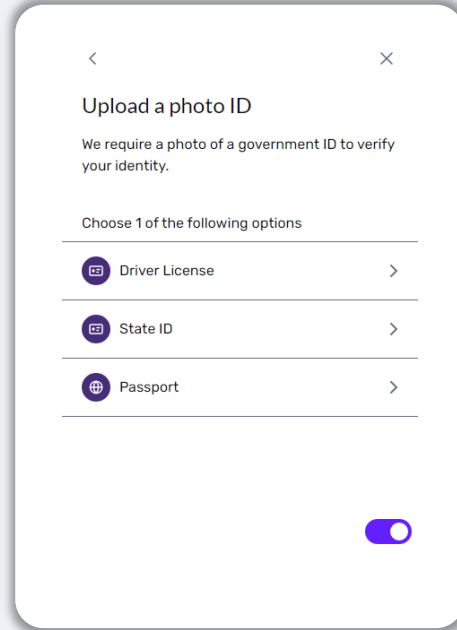 Upload a photo ID
We require a photo of a government ID to verify
your identity.
Choose 1 of the following options
Driver License
State ID
Passport